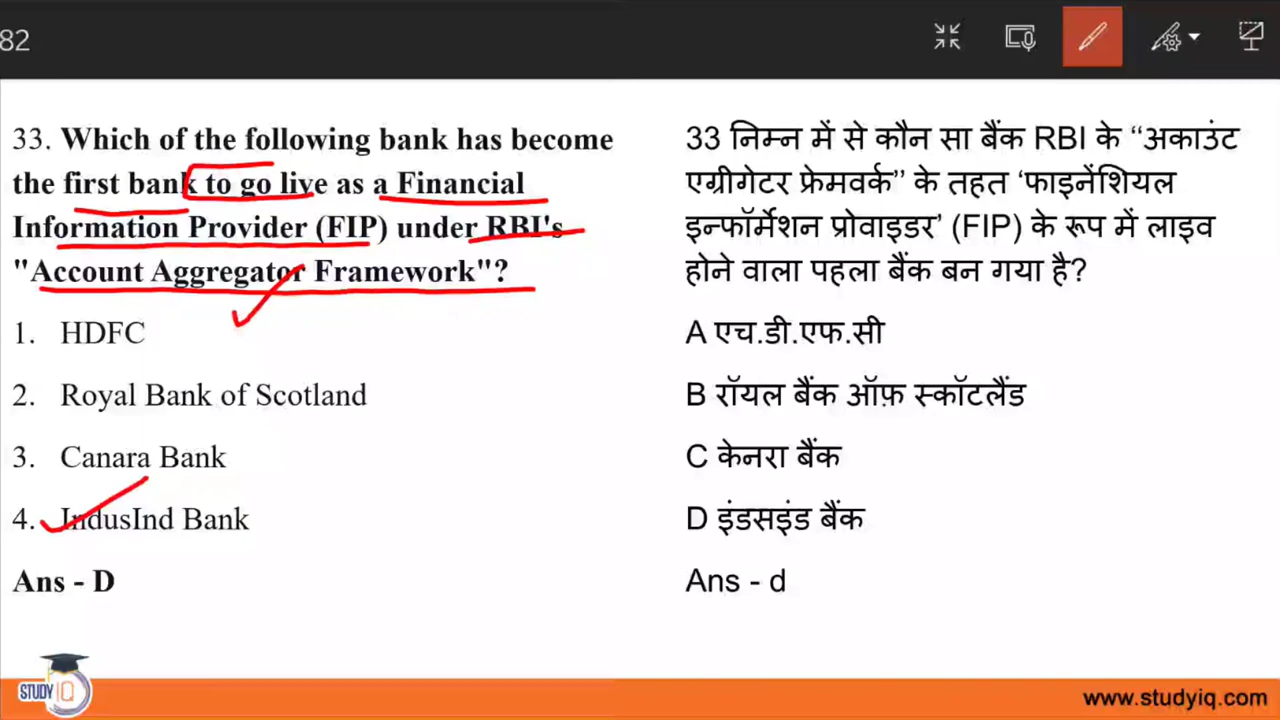 82
33. Which of the following bank has become
the first bank to go live as a Financial
Information Provider (FIP) under RBI's
"Account Aggregator Framework"?
1. HDFC
2. Royal Bank of Scotland
3. Canara Bank
4. IndusInd Bank
Ans - D
33 निम्न में से कौन सा बैंक RBI के “अकाउंट
एग्रीगेटर फ्रेमवर्क” के तहत ‘फाइनेंशियल
इन्फॉर्मेशन प्रोवाइडर’ (FIP) के रूप में लाइव
होने वाला पहला बैंक बन गया है?
A एच.डी.एफ.सी
B रॉयल बैंक ऑफ़ स्कॉटलैंड
C केनरा बैंक
D इंडसइंड बैंक
Ans - d
STUDY IQ
www.studyiq.com